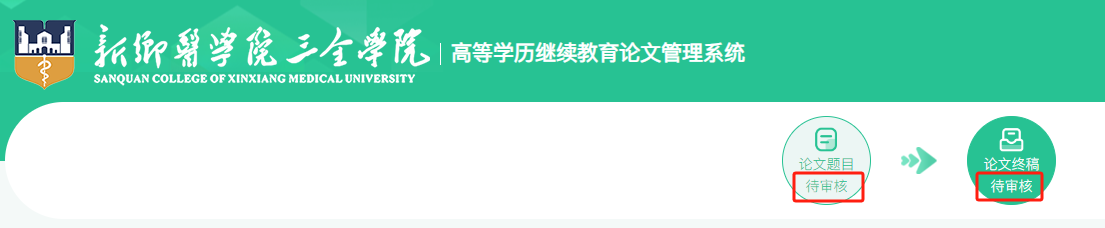 新乡医学院三全学院
SANQUAN COLLEGE OF XINXIANG MEDICAL UNIVERSITY
高等学历继续教育论文管理系统
论文题目
待审核
论文终稿
待审核